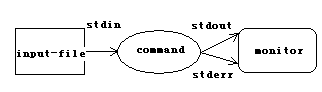 stdin
stdout
input-file
command
monitor
stderr